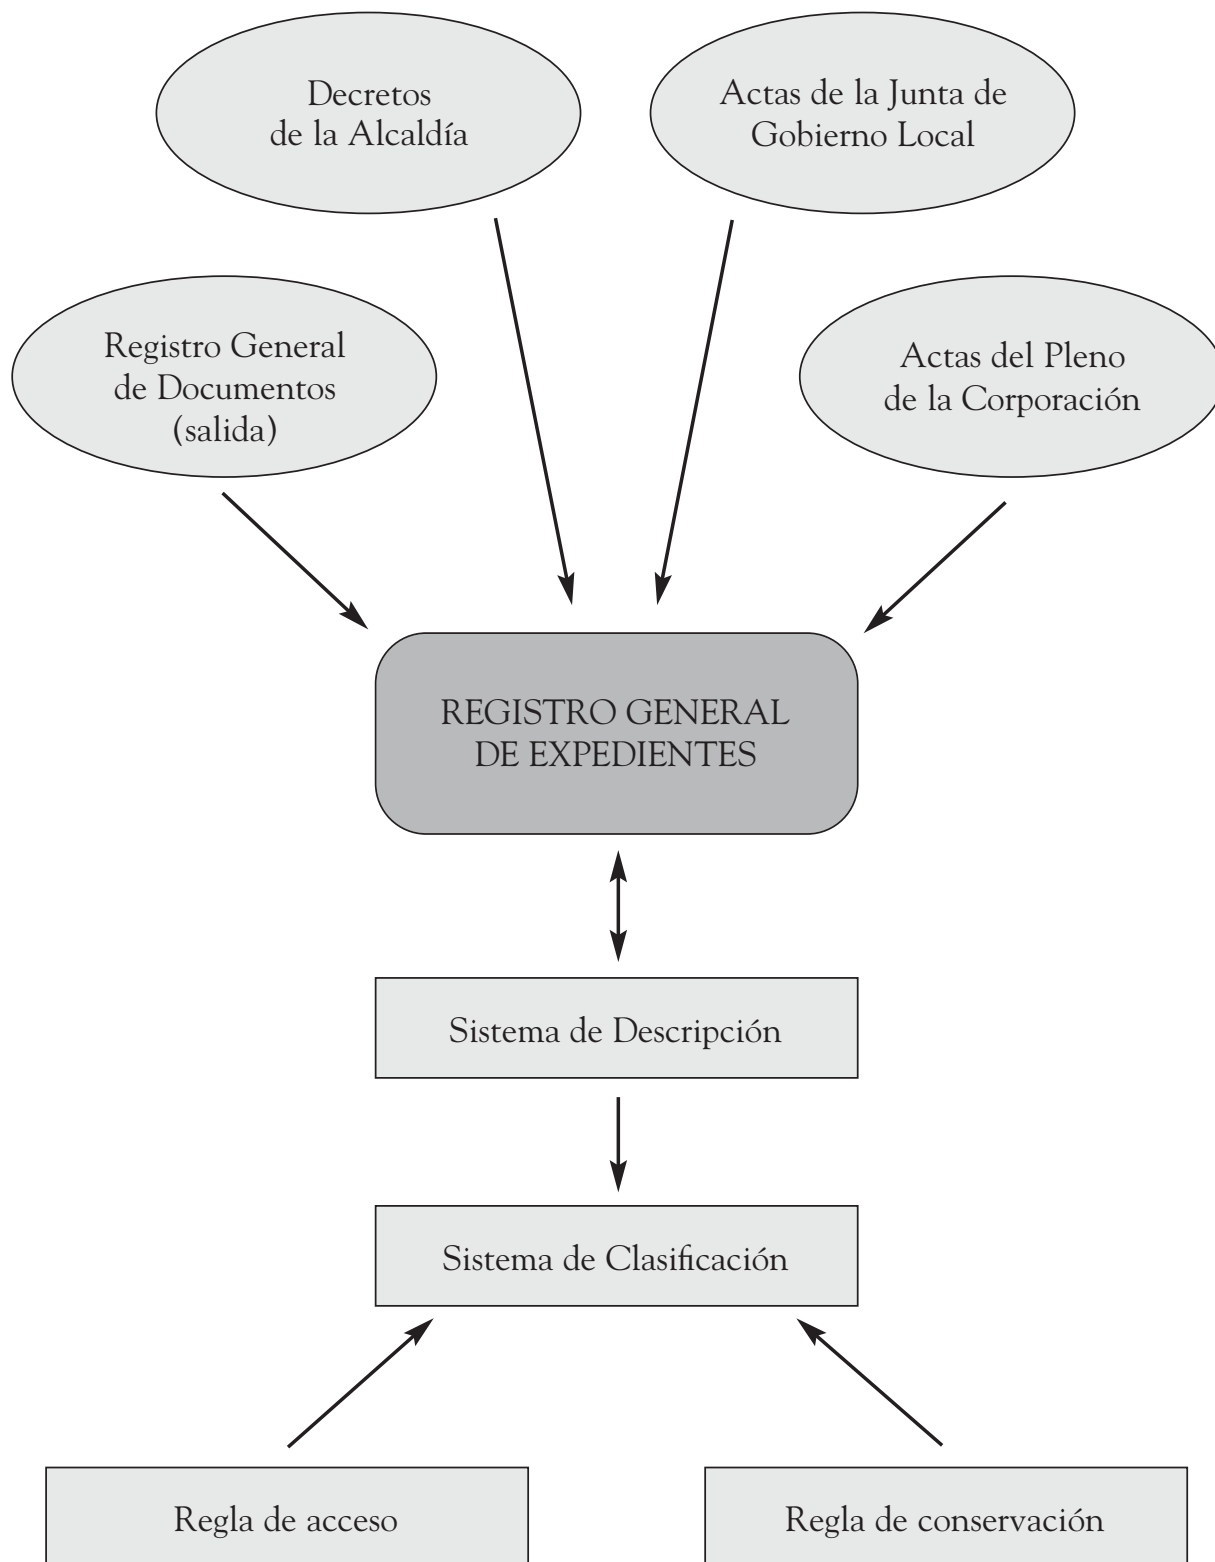 Decretos
de la Alcaldía
Actas de la Junta de
Gobierno Local
Registro General
de Documentos
(salida)
Actas del Pleno
de la Corporación
REGISTRO GENERAL
DE EXPEDIENTES
Sistema de Descripción
Sistema de Clasificación
Regla de acceso
Regla de conservación